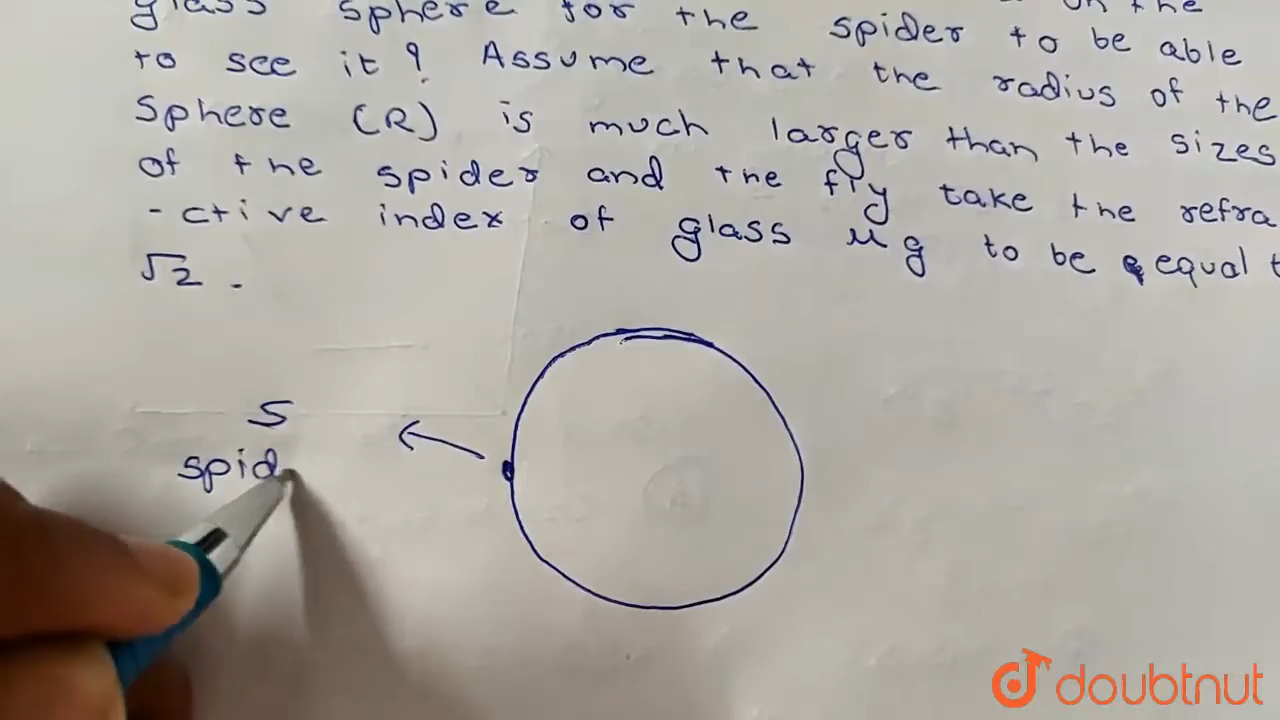 glass sphere for the spider to be able
to see it? Assume that the radius of the
Sphere (R) is much larger than the sizes
of the spider and the fly take the refra
-ctive index of glass μg to be equal t
√2.
S
spid
doubtnut